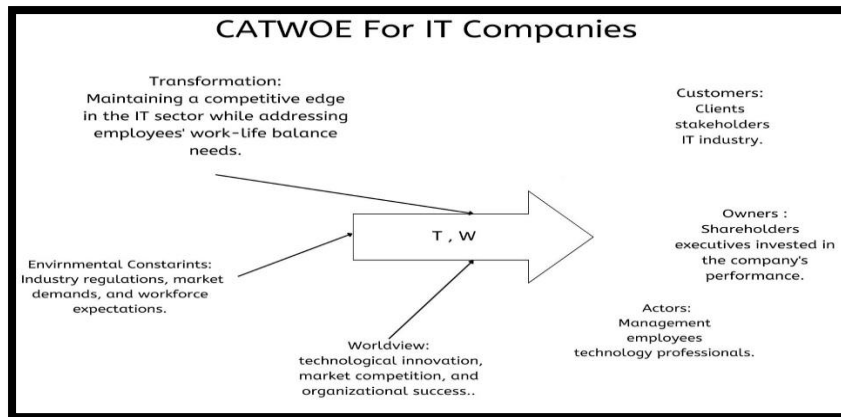 CATWOE For IT Companies
Transformation:
Maintaining a competitive edge
in the IT sector while addressing
employees' work-life balance
needs.
Customers:
Clients
stakeholders
IT industry.
T , W
Owners :
Shareholders
executives invested in
the company's
performance.
Envirnmental Constarints:
Industry regulations, market
demands, and workforce
expectations.
Actors:
Management
employees
technology professionals.
Worldview:
technological innovation,
market competition, and
organizational success..